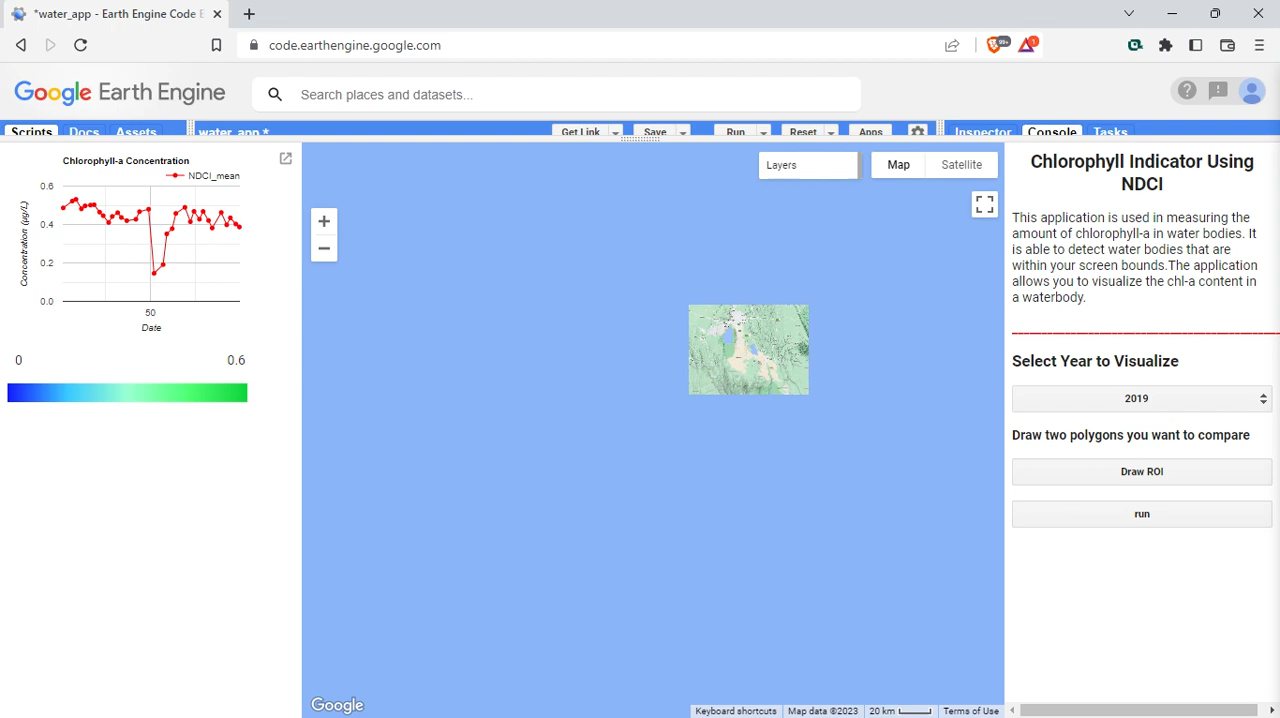 *water_app - Earth Engine Code E
code.earthengine.google.com
99+
1
Google Earth Engine
Search places and datasets...
Scripts Docs Assets
water_app *
Get Link Save Run Reset Apps
Inspector Console Tasks
Chlorophyll-a Concentration
NDCI_mean
0.6
0.4
0.2
0.0
Concentration (µg/L)
50
Date
0 0.6
Layers
Map Satellite
Google
Keyboard shortcuts Map data ©2023 20 km Terms of Use
Chlorophyll Indicator Using
NDCI
This application is used in measuring the
amount of chlorophyll-a in water bodies. It
is able to detect water bodies that are
within your screen bounds.The application
allows you to visualize the chl-a content in
a waterbody.
Select Year to Visualize
2019
Draw two polygons you want to compare
Draw ROI
run